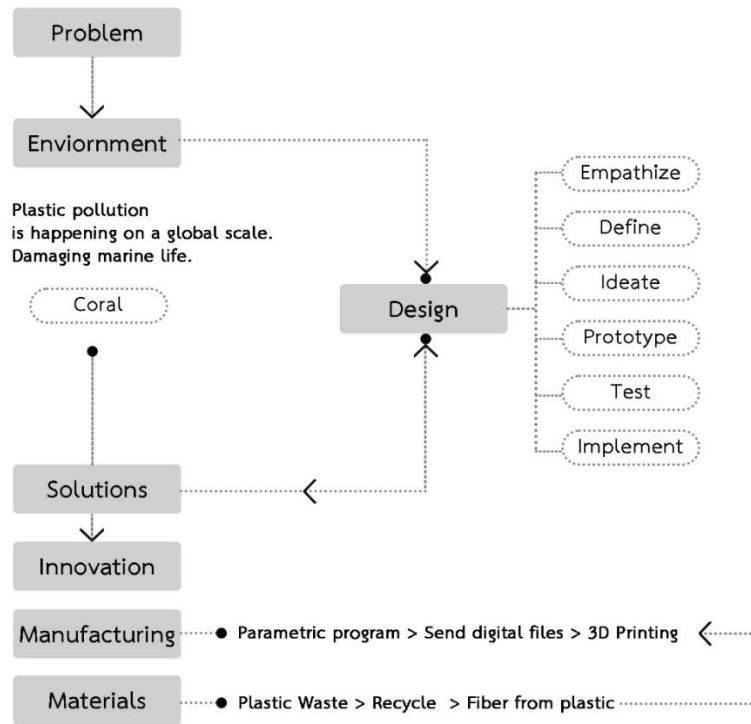 Problem
Enviornment
Plastic pollution
is happening on a global scale.
Damaging marine life.
Coral
Design
Empathize
Define
Ideate
Prototype
Test
Implement
Solutions
Innovation
Manufacturing
Parametric program > Send digital files > 3D Printing
Materials
Plastic Waste > Recycle > Fiber from plastic